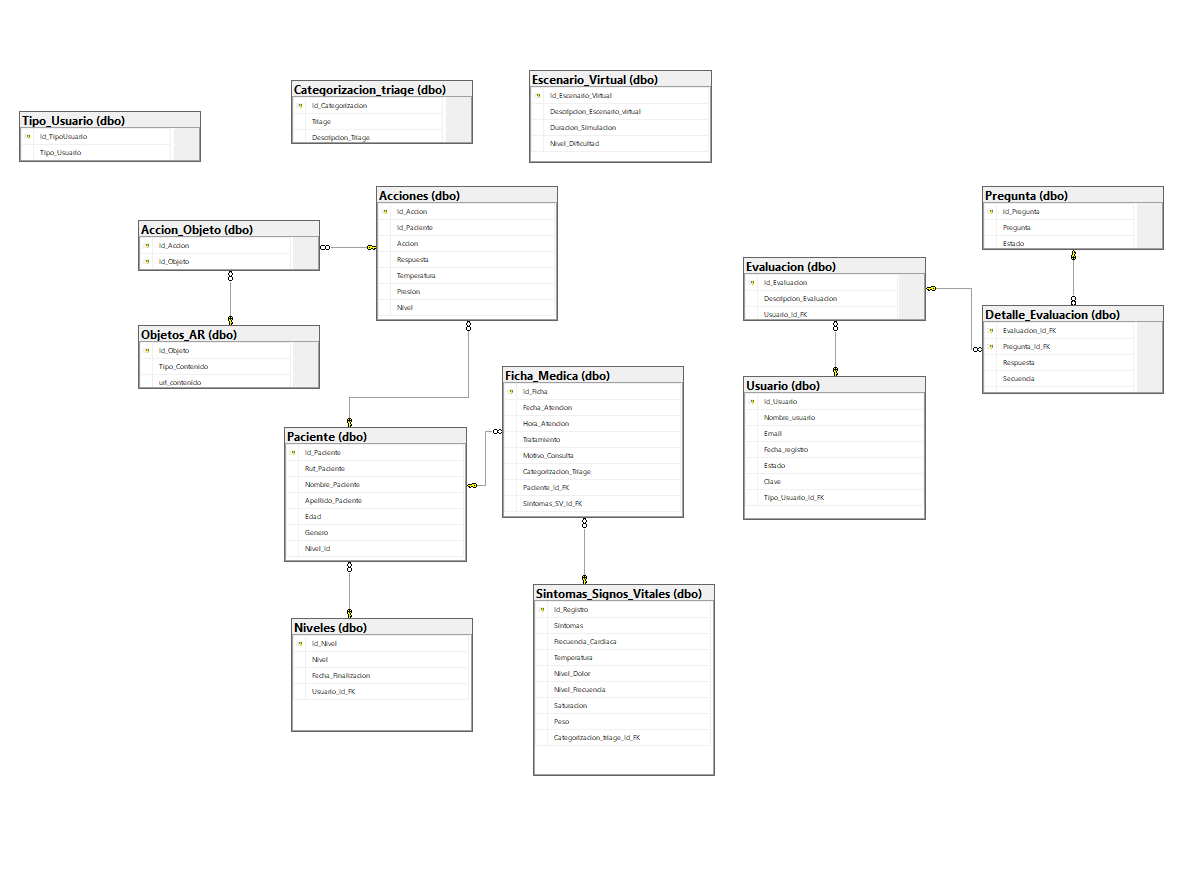 Tipo_Usuario (dbo)
Id_TipoUsuario
Tipo_Usuario
Categorizacion_triage (dbo)
Id_Categorizacion
Triage
Descripcion_Triage
Escenario_Virtual (dbo)
Id_Escenario_Virtual
Descripcion_Escenario_virtual
Duracion_Simulacion
Nivel_Dificultad
Accion_Objeto (dbo)
Id_Accion
Id_Objeto
Acciones (dbo)
Id_Accion
Id_Paciente
Accion
Respuesta
Temperatura
Presion
Nivel
Objetos_AR (dbo)
Id_Objeto
Tipo_Contenido
url_contenido
Pregunta (dbo)
Id_Pregunta
Pregunta
Estado
Evaluacion (dbo)
Id_Evaluacion
Descripcion_Evaluacion
Usuario_Id_FK
Detalle_Evaluacion (dbo)
Evaluacion_Id_FK
Pregunta_Id_FK
Respuesta
Secuencia
Usuario (dbo)
Id_Usuario
Nombre_usuario
Email
Fecha_registro
Estado
Clave
Tipo_Usuario_Id_FK
Ficha_Medica (dbo)
Id_Ficha
Fecha_Atencion
Hora_Atencion
Tratamiento
Motivo_Consulta
Categorizacion_Triage
Paciente_Id_FK
Sintomas_SV_Id_FK
Paciente (dbo)
Id_Paciente
Rut_Paciente
Nombre_Paciente
Apellido_Paciente
Edad
Genero
Nivel_Id
Niveles (dbo)
Id_Nivel
Nivel
Fecha_Finalizacion
Usuario_Id_FK
Sintomas_Signos_Vitales (dbo)
Id_Registro
Sintomas
Frecuencia_Cardiaca
Temperatura
Nivel_Dolor
Nivel_Frecuencia
Saturacion
Peso
Categorizacion_triage_Id_FK